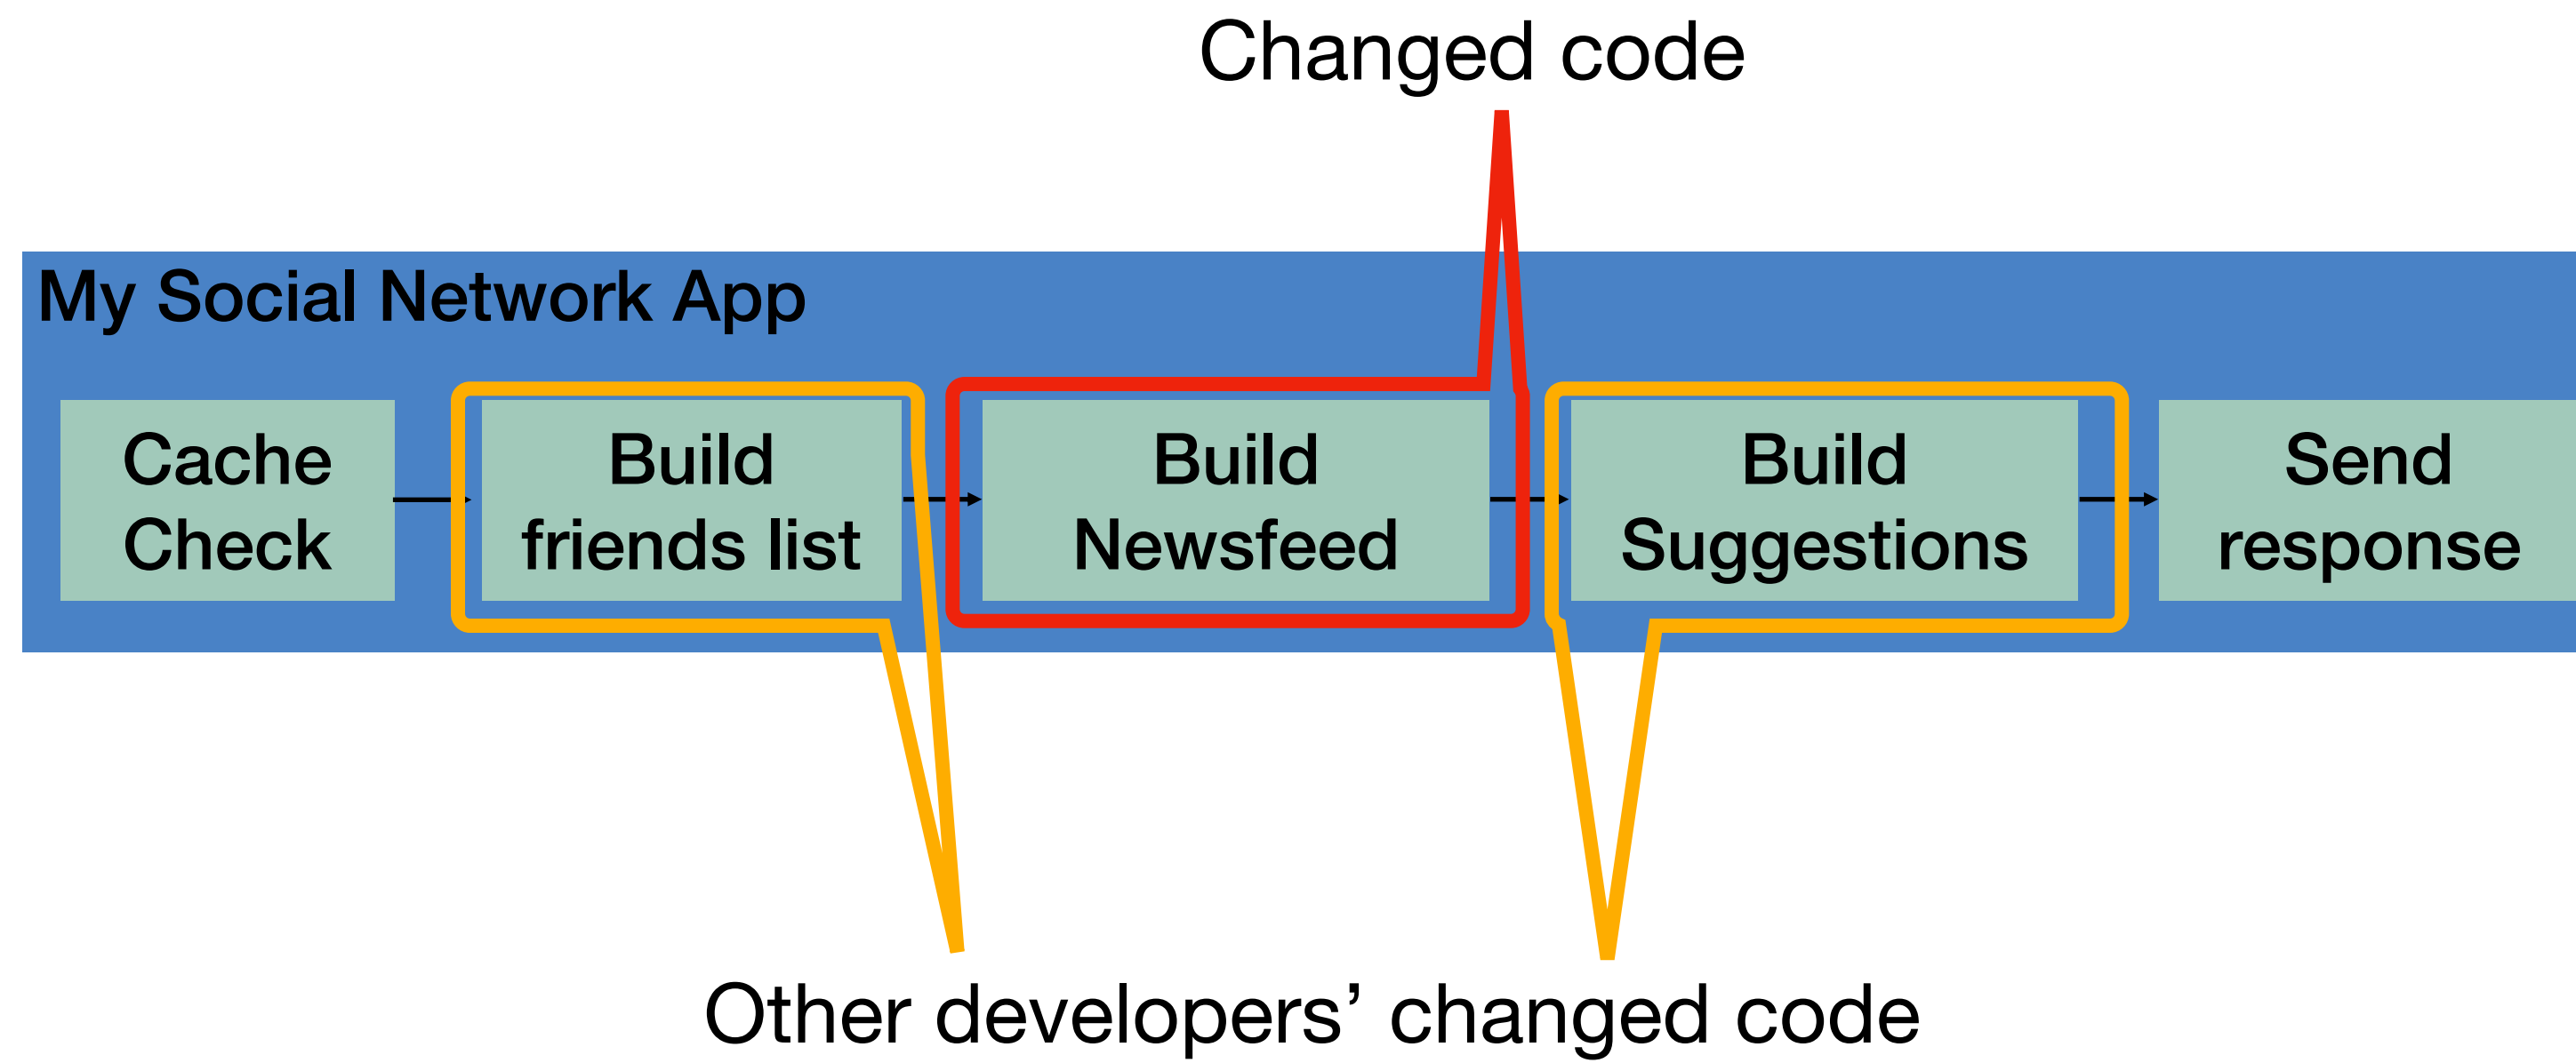 Changed code
My Social Network App
Cache
Check
Build
friends list
Build
Newsfeed
Build
Suggestions
Send
response
Other developers’ changed code